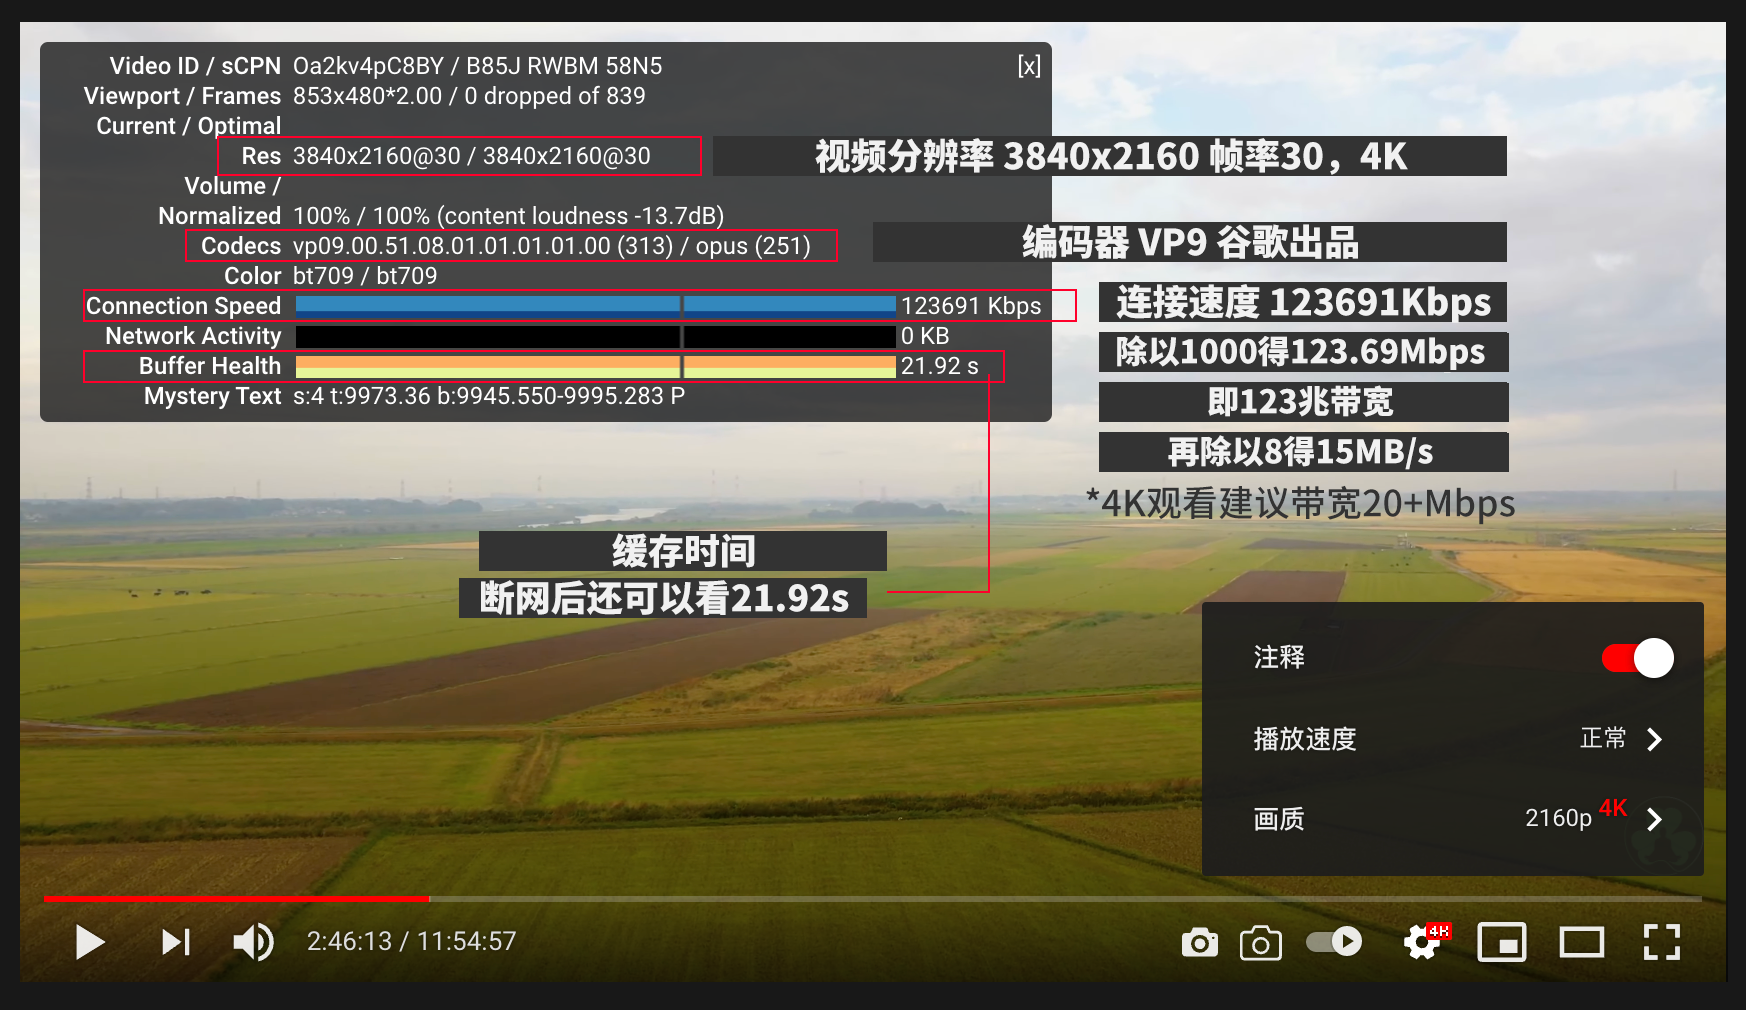 Video ID / sCPN Oa2kv4pC8BY / B85J RWBM 58N5 [x]
Viewport / Frames 853x480*2.00 / 0 dropped of 839
Current / Optimal
Res 3840x2160@30 / 3840x2160@30
视频分辨率 3840x2160 帧率30，4K
Volume /
Normalized 100% / 100% (content loudness -13.7dB)
Codecs vp09.00.51.08.01.01.01.01.00 (313) / opus (251)
编码器 VP9 谷歌出品
Color bt709 / bt709
Connection Speed 123691 Kbps
连接速度 123691Kbps
Network Activity 0 KB
除以1000得123.69Mbps
Buffer Health 21.92 s
Mystery Text s:4 t:9973.36 b:9945.550-9995.283 P
即123兆带宽
再除以8得15MB/s
*4K观看建议带宽20+Mbps
缓存时间
断网后还可以看21.92s
注释
播放速度 正常
画质 2160p 4K
2:46:13 / 11:54:57
4K